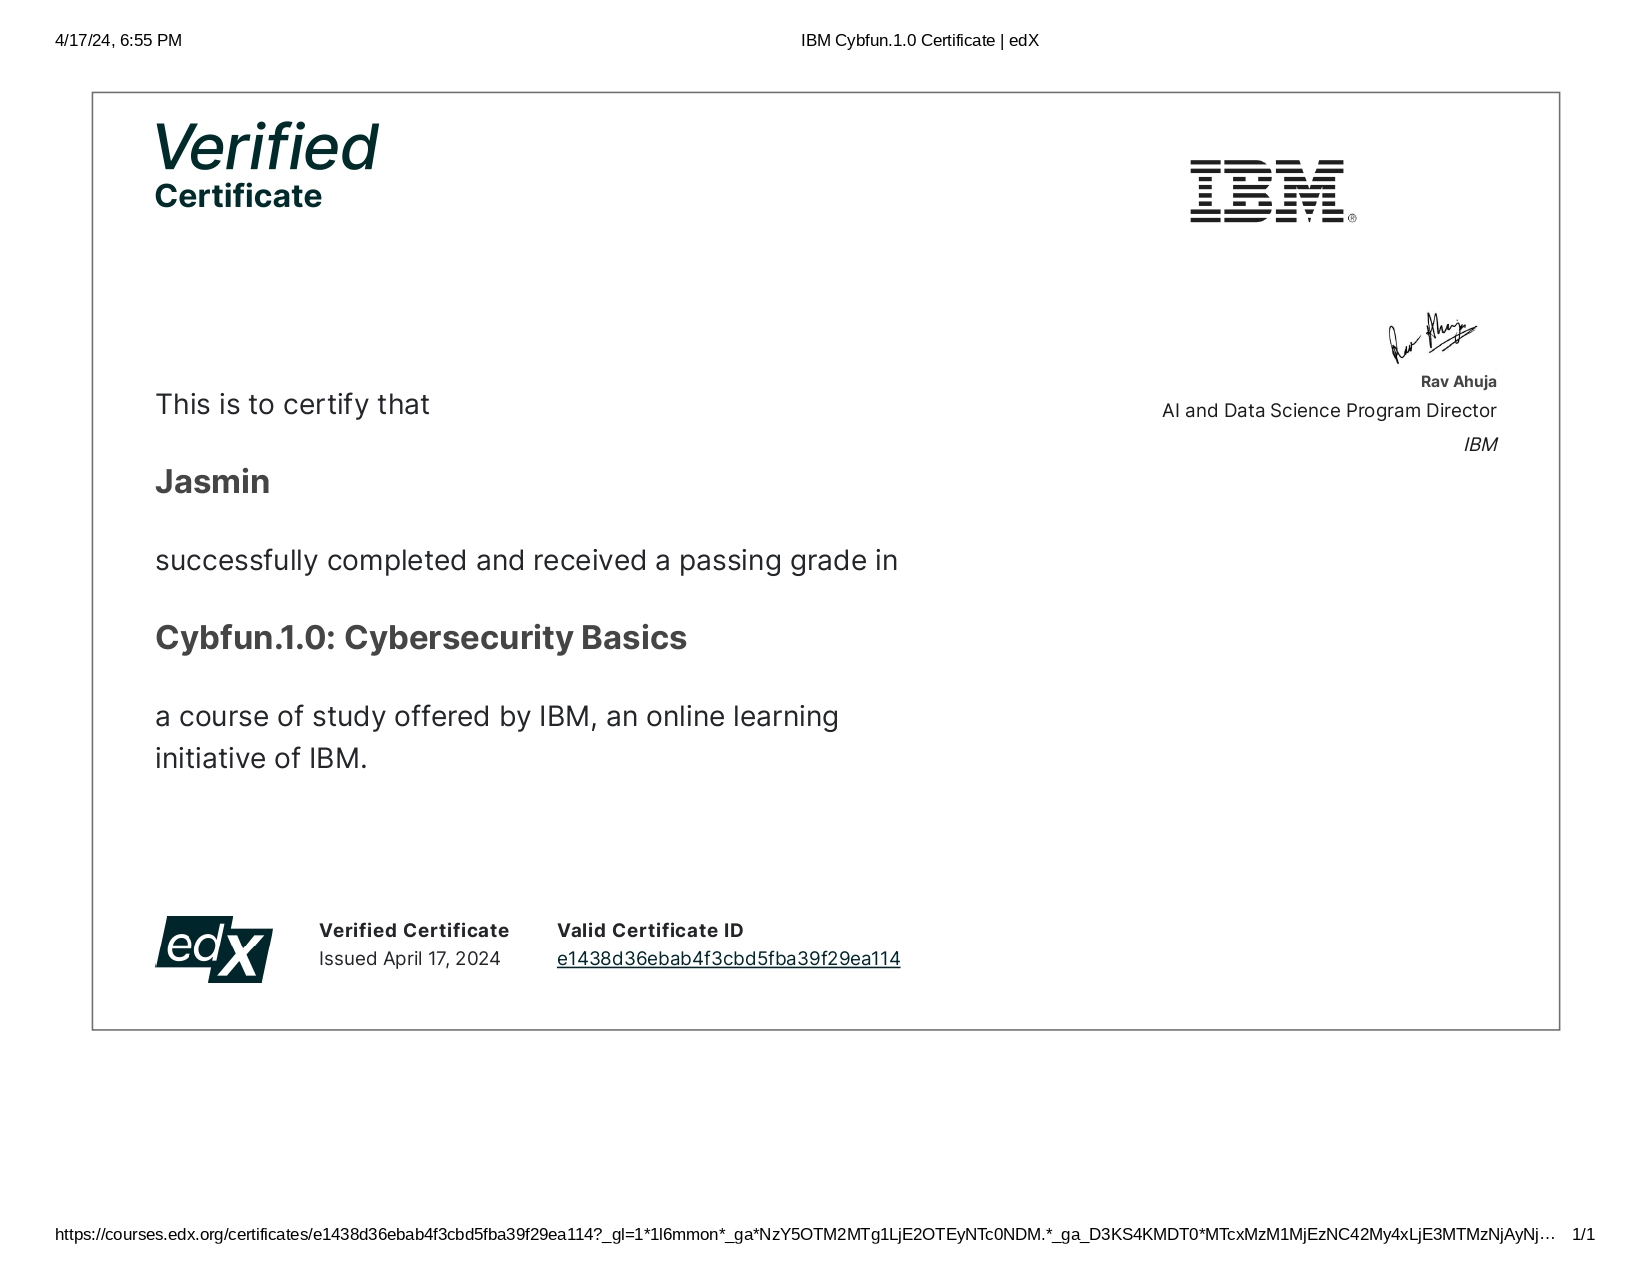 4/17/24, 6:55 PM
IBM Cybfun.1.0 Certificate | edX
Verified
Certificate
IBM®
Rav Ahuja
AI and Data Science Program Director
IBM
This is to certify that
Jasmin
successfully completed and received a passing grade in
Cybfun.1.0: Cybersecurity Basics
a course of study offered by IBM, an online learning
initiative of IBM.
edX
Verified Certificate
Issued April 17, 2024
Valid Certificate ID
e1438d36ebab4f3cbd5fba39f29ea114
https://courses.edx.org/certificates/e1438d36ebab4f3cbd5fba39f29ea114?_gl=1*1l6mmon*_ga*NzY5OTM2MTg1LjE2OTEyNTc0NDM.*_ga_D3KS4KMDT0*MTcxMzM1MjEzNC42My4xLjE3MTMzNjAyNj…
1/1